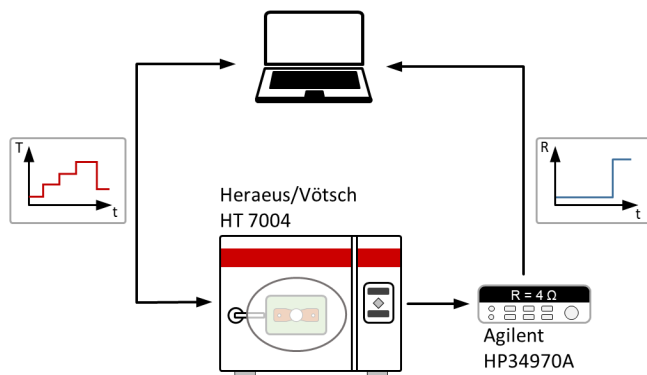 T
t
R
t
Heraeus/Vötsch
HT 7004
R = 4 Ω
Agilent
HP34970A